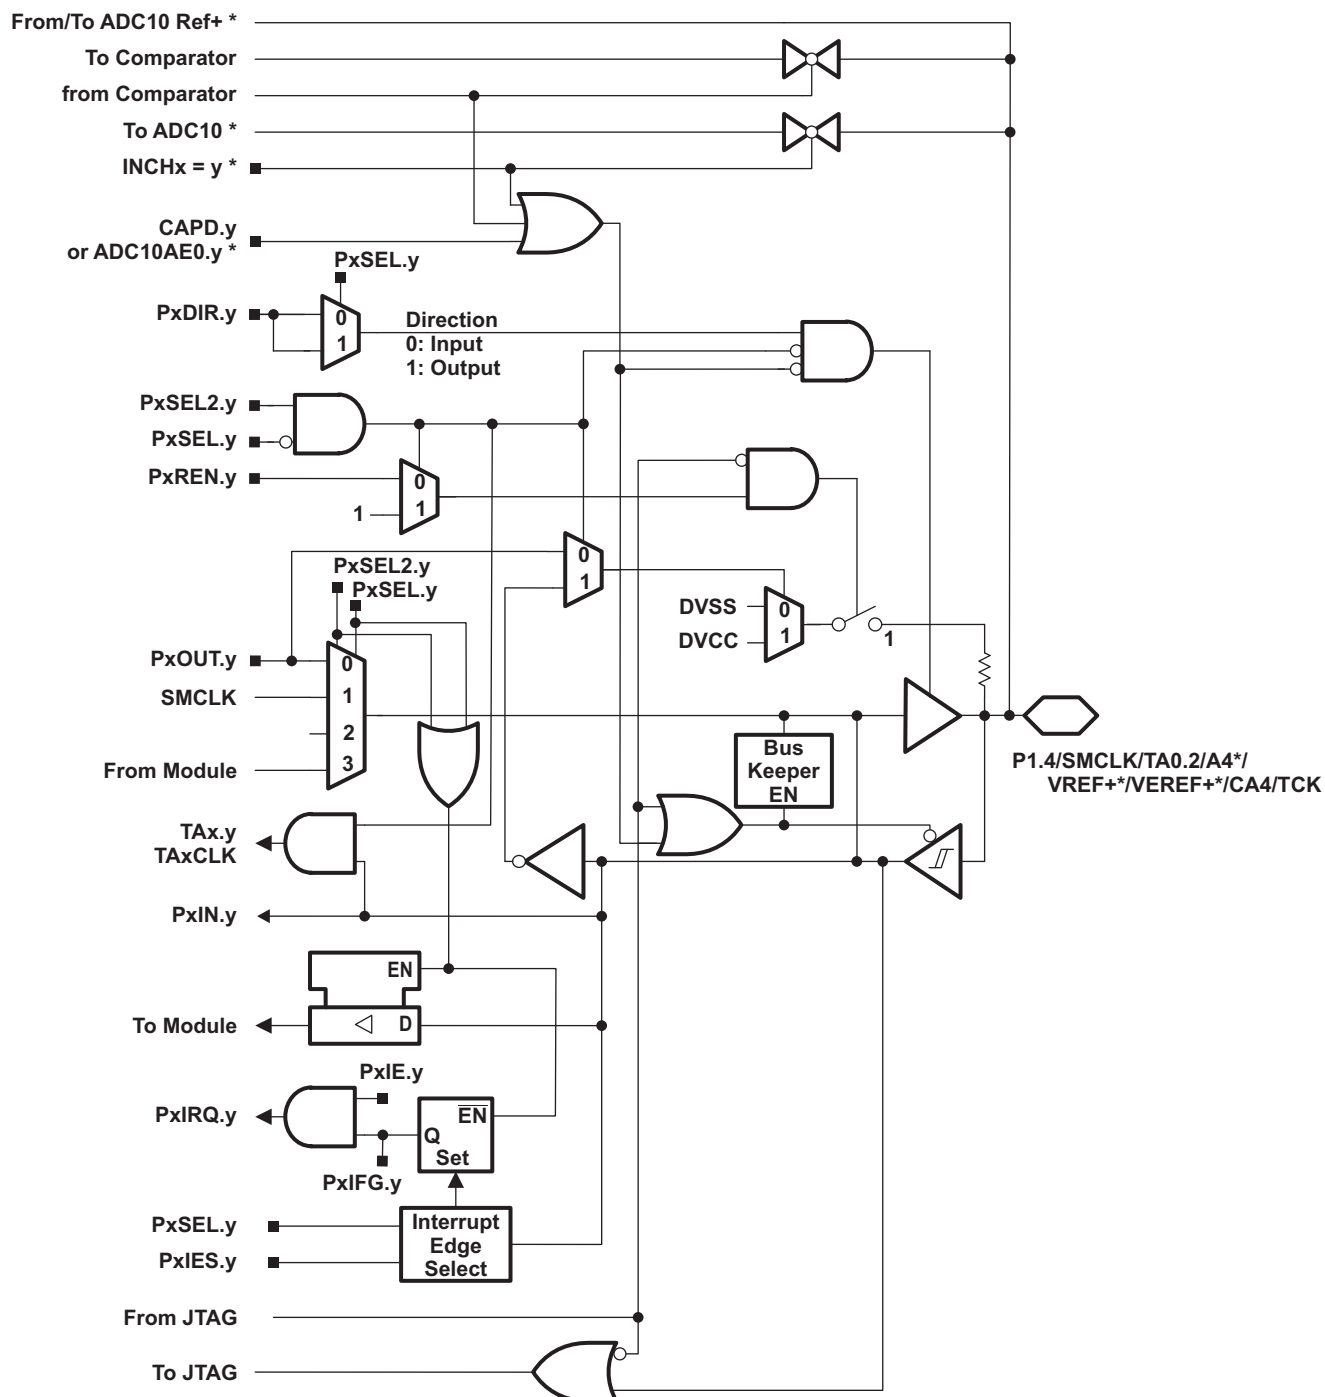 From/To ADC10 Ref+ *
To Comparator
from Comparator
To ADC10 *
INCHx = y *
CAPD.y
or ADC10AE0.y *
PxSEL.y
PxDIR.y
0
1
Direction
0: Input
1: Output
PxSEL2.y
PxSEL.y
PxREN.y
0
1
1
0
1
PxSEL2.y
PxSEL.y
DVSS
DVCC
0
1
1
PxOUT.y
SMCLK
From Module
0
1
2
3
Bus
Keeper
EN
P1.4/SMCLK/TA0.2/A4*/
VREF+*/VEREF+*/CA4/TCK
TAx.y
TAxCLK
PxIN.y
EN
To Module
D
PxIE.y
PxIRQ.y
EN
Q
Set
PxIFG.y
PxSEL.y
PxIES.y
Interrupt
Edge
Select
From JTAG
To JTAG